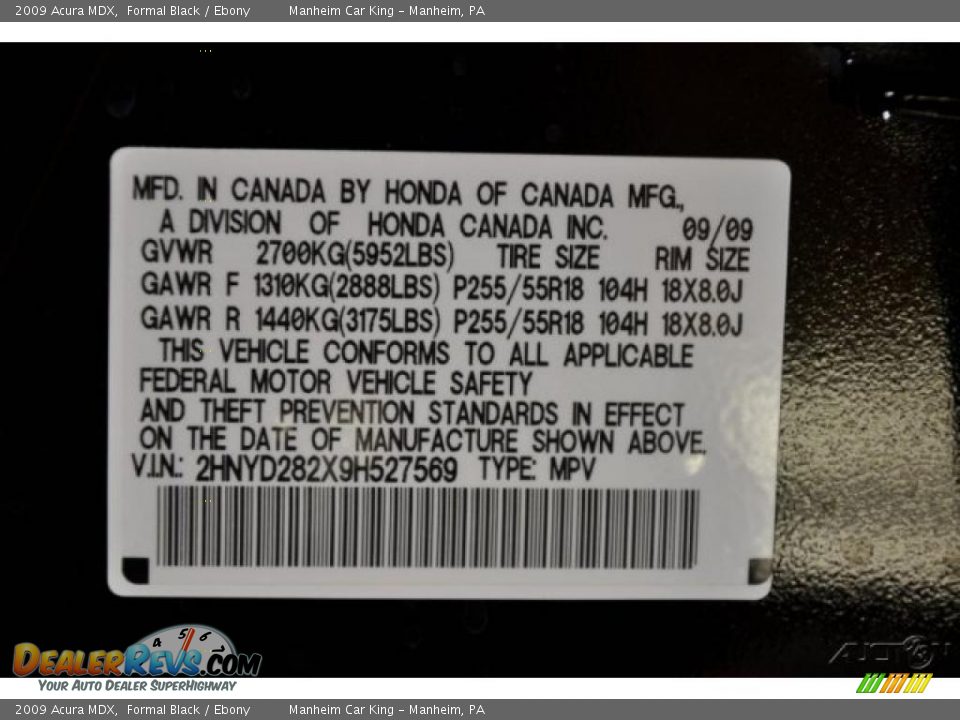 2009 Acura MDX, Formal Black / Ebony Manheim Car King - Manheim, PA
MFD. IN CANADA BY HONDA OF CANADA MFG.,
A DIVISION OF HONDA CANADA INC. 09/09
GVWR 2700KG(5952LBS) TIRE SIZE RIM SIZE
GAWR F 1310KG(2888LBS) P255/55R18 104H 18X8.0J
GAWR R 1440KG(3175LBS) P255/55R18 104H 18X8.0J
THIS VEHICLE CONFORMS TO ALL APPLICABLE
FEDERAL MOTOR VEHICLE SAFETY
AND THEFT PREVENTION STANDARDS IN EFFECT
ON THE DATE OF MANUFACTURE SHOWN ABOVE.
V.I.N.: 2HNYD282X9H527569 TYPE: MPV
4 5 6
DEALERREVS.COM
YOUR AUTO DEALER SUPERHIGHWAY
2009 Acura MDX, Formal Black / Ebony Manheim Car King - Manheim, PA